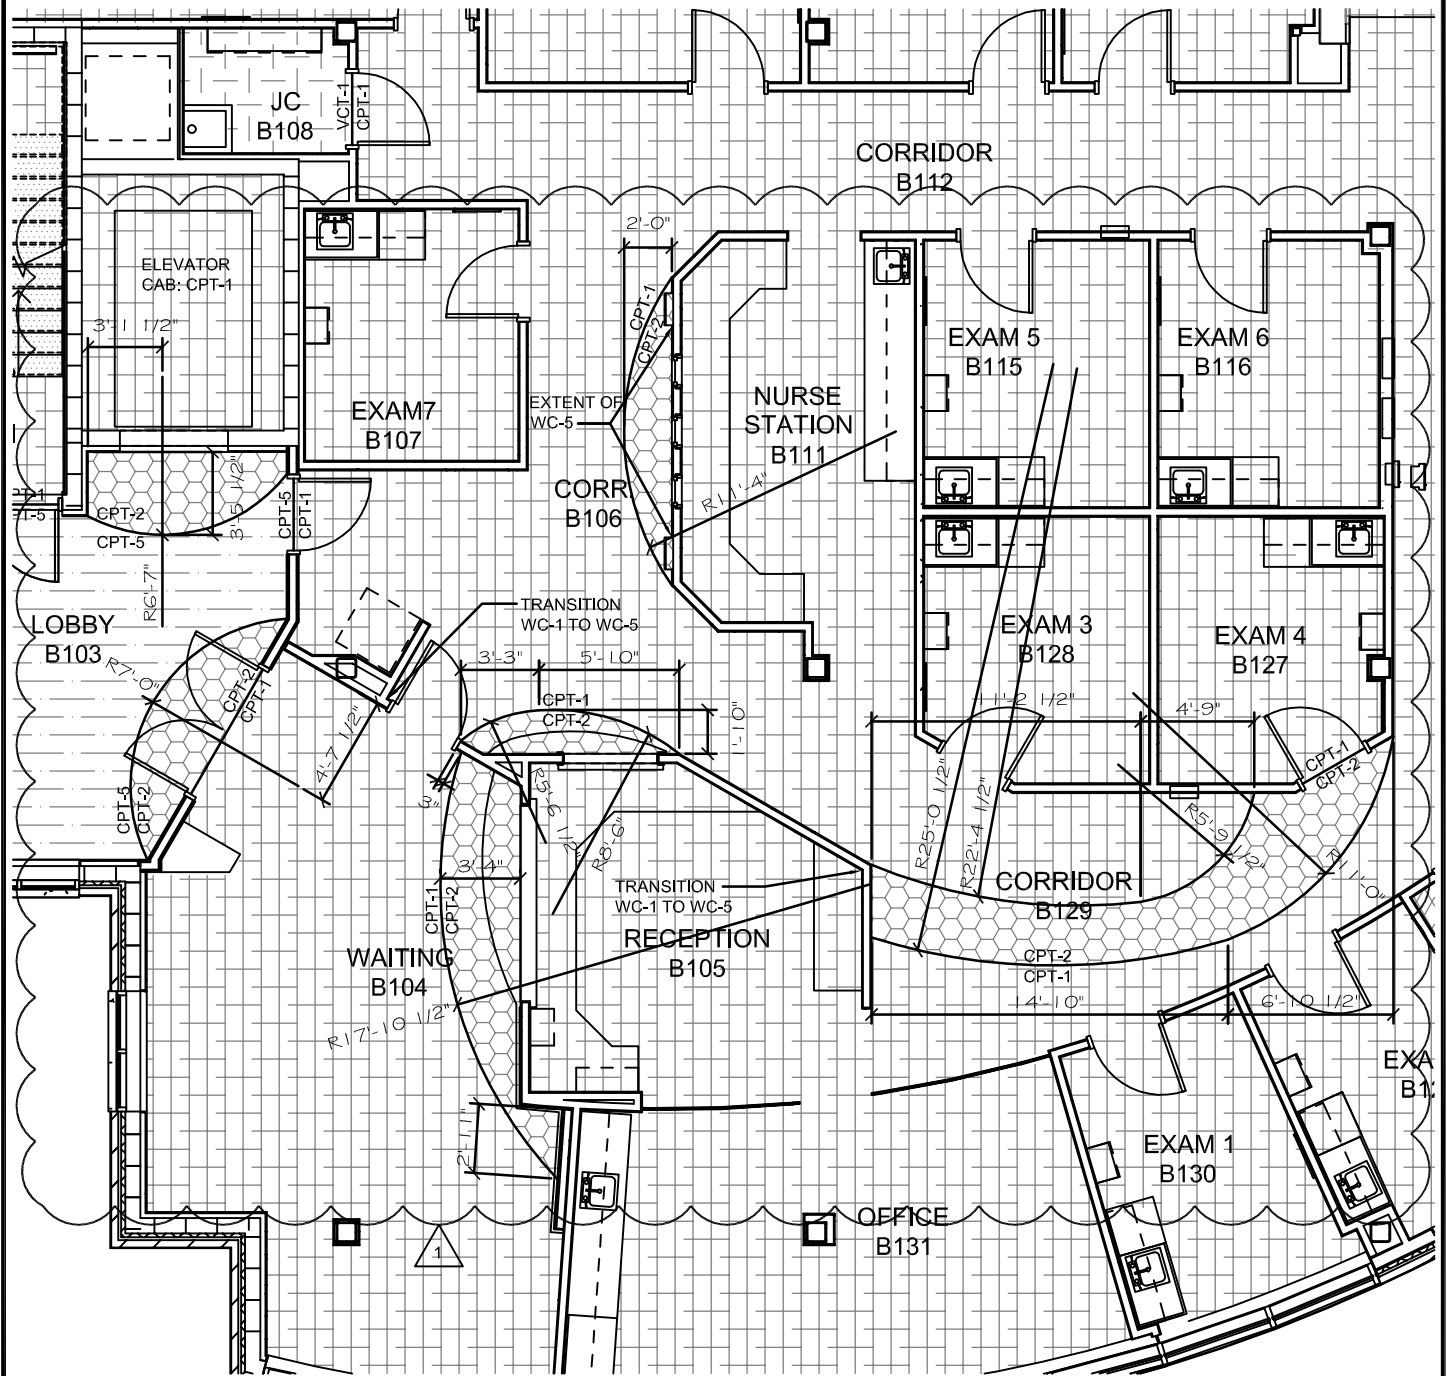 JC
B108
VCT-1
CPT-1
CORRIDOR
B112
ELEVATOR
CAB: CPT-1
3'-1 1/2"
2'-0"
CPT-1
CPT-2
EXAM7
B107
EXTENT OF
WC-5
NURSE
STATION
B111
EXAM 5
B115
EXAM 6
B116
R11'-4"
CORR.
B106
CPT-2
CPT-5
3'-5 1/2"
CPT-5
CPT-1
PT-1
PT-5
R6'-7"
LOBBY
B103
TRANSITION
WC-1 TO WC-5
EXAM 3
B128
EXAM 4
B127
R7'-0"
CPT-2
CPT-1
3'-3"
5'-10"
CPT-1
CPT-2
1'-10"
4'-7 1/2"
11'-2 1/2"
4'-9"
CPT-1
CPT-2
CPT-5
CPT-2
3"
R5'-6 1/2"
R8'-6"
R25'-0 1/2"
R22'-4 1/2"
R5'-9 1/2"
R11'-0"
3'-4"
CPT-1
CPT-2
TRANSITION
WC-1 TO WC-5
CORRIDOR
B129
RECEPTION
B105
WAITING
B104
CPT-2
CPT-1
14'-10"
6'-10 1/2"
R17'-10 1/2"
2'-11"
EXAM 1
B130
EXA
B12
OFFICE
B131
1